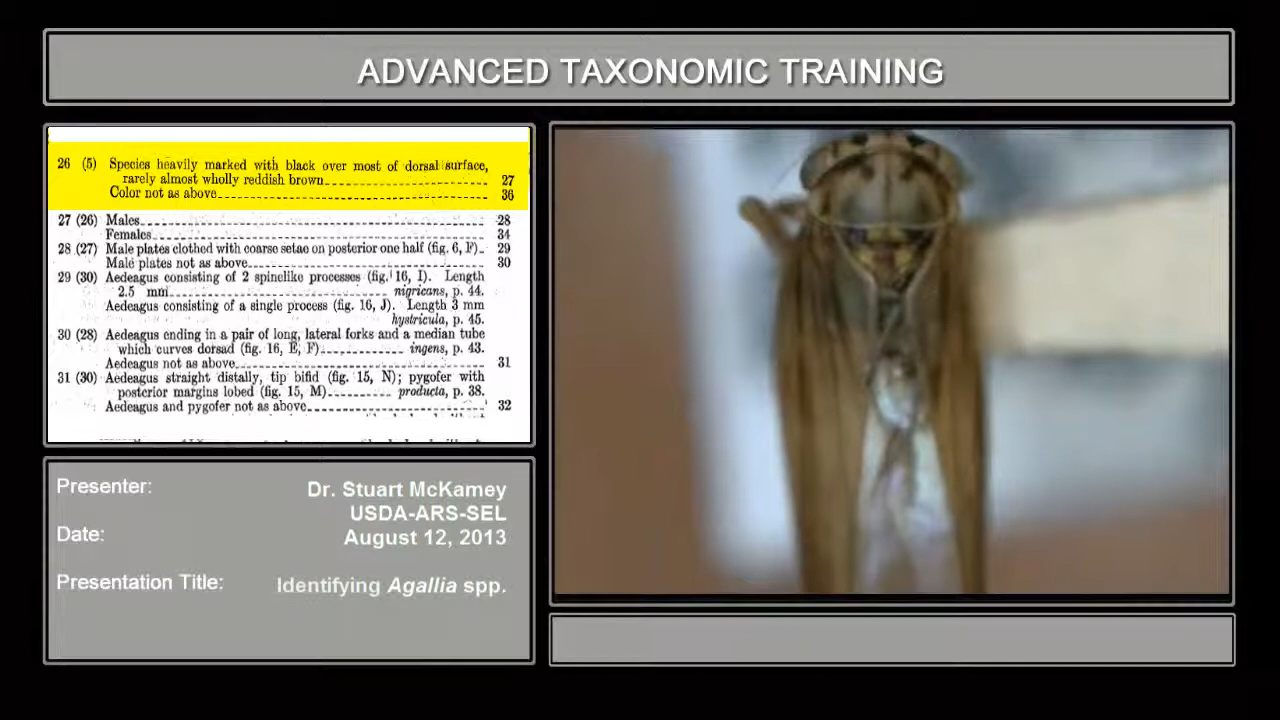 ADVANCED TAXONOMIC TRAINING
26 (5) Species heavily marked with black over most of dorsal surface,
rarely almost wholly reddish brown 27
Color not as above 36
27 (26) Males 28
Females 34
28 (27) Male plates clothed with coarse setae on posterior one half (fig. 6, F) 29
Male plates not as above 30
29 (30) Aedeagus consisting of 2 spinelike processes (fig. 16, I). Length
2.5 mm nigricans, p. 44.
Aedeagus consisting of a single process (fig. 16, J). Length 3 mm
hystricula, p. 45.
30 (28) Aedeagus ending in a pair of long, lateral forks and a median tube
which curves dorsad (fig. 16, E, F) ingens, p. 43.
Aedeagus not as above 31
31 (30) Aedeagus straight distally, tip bifid (fig. 15, N); pygofer with
posterior margins lobed (fig. 15, M) producta, p. 38.
Aedeagus and pygofer not as above 32
Presenter: Dr. Stuart McKamey
USDA-ARS-SEL
Date: August 12, 2013
Presentation Title: Identifying Agallia spp.